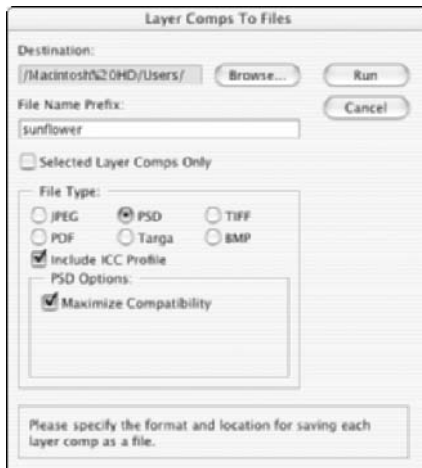 Layer Comps To Files
Destination:
/Macintosh%20HD/Users/
Browse...
Run
File Name Prefix:
Cancel
sunflower
Selected Layer Comps Only
File Type:
JPEG PSD TIFF
PDF Targa BMP
Include ICC Profile
PSD Options:
Maximize Compatibility
Please specify the format and location for saving each
layer comp as a file.